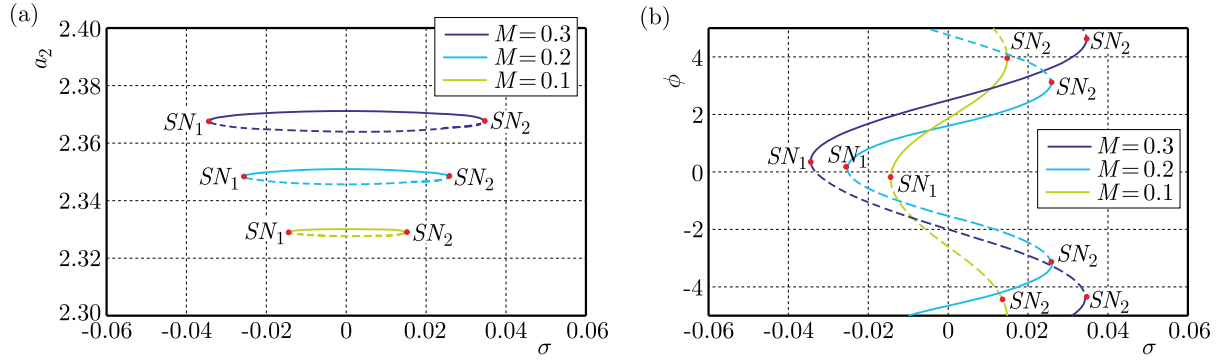 (a)
a2
2.40
2.38
2.36
2.34
2.32
2.30
-0.06 -0.04 -0.02 0 0.02 0.04 0.06
σ
M=0.3
M=0.2
M=0.1
SN1 SN2
SN1 SN2
SN1 SN2
(b)
ϕ
4
2
0
-2
-4
-0.06 -0.04 -0.02 0 0.02 0.04 0.06
σ
SN2 SN2
SN2
SN1 SN1
SN1
M=0.3
M=0.2
M=0.1
SN2
SN2 SN2